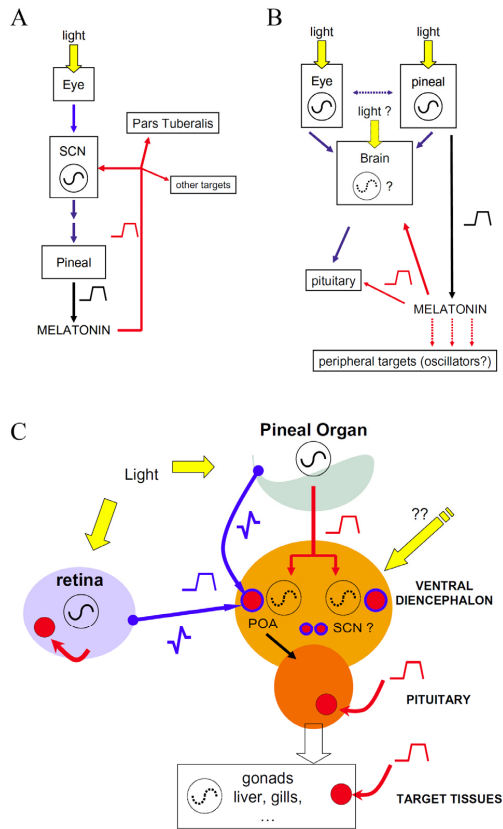 A
light
Eye
SCN
Pineal
MELATONIN
Pars Tuberalis
other targets
B
light
light
Eye
pineal
light ?
Brain
?
pituitary
MELATONIN
peripheral targets (oscillators?)
C
Pineal Organ
Light
??
retina
VENTRAL
DIENCEPHALON
POA
SCN ?
PITUITARY
gonads
liver, gills,
...
TARGET TISSUES